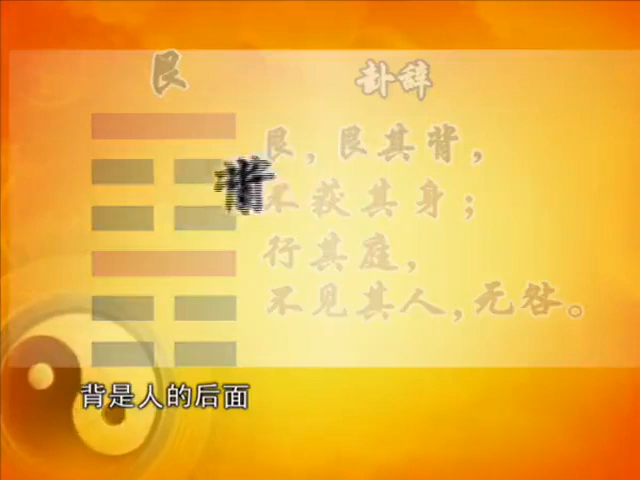 艮
卦辞
艮，艮其背，
背
不获其身；
行其庭，
不见其人，无咎。
背是人的后面